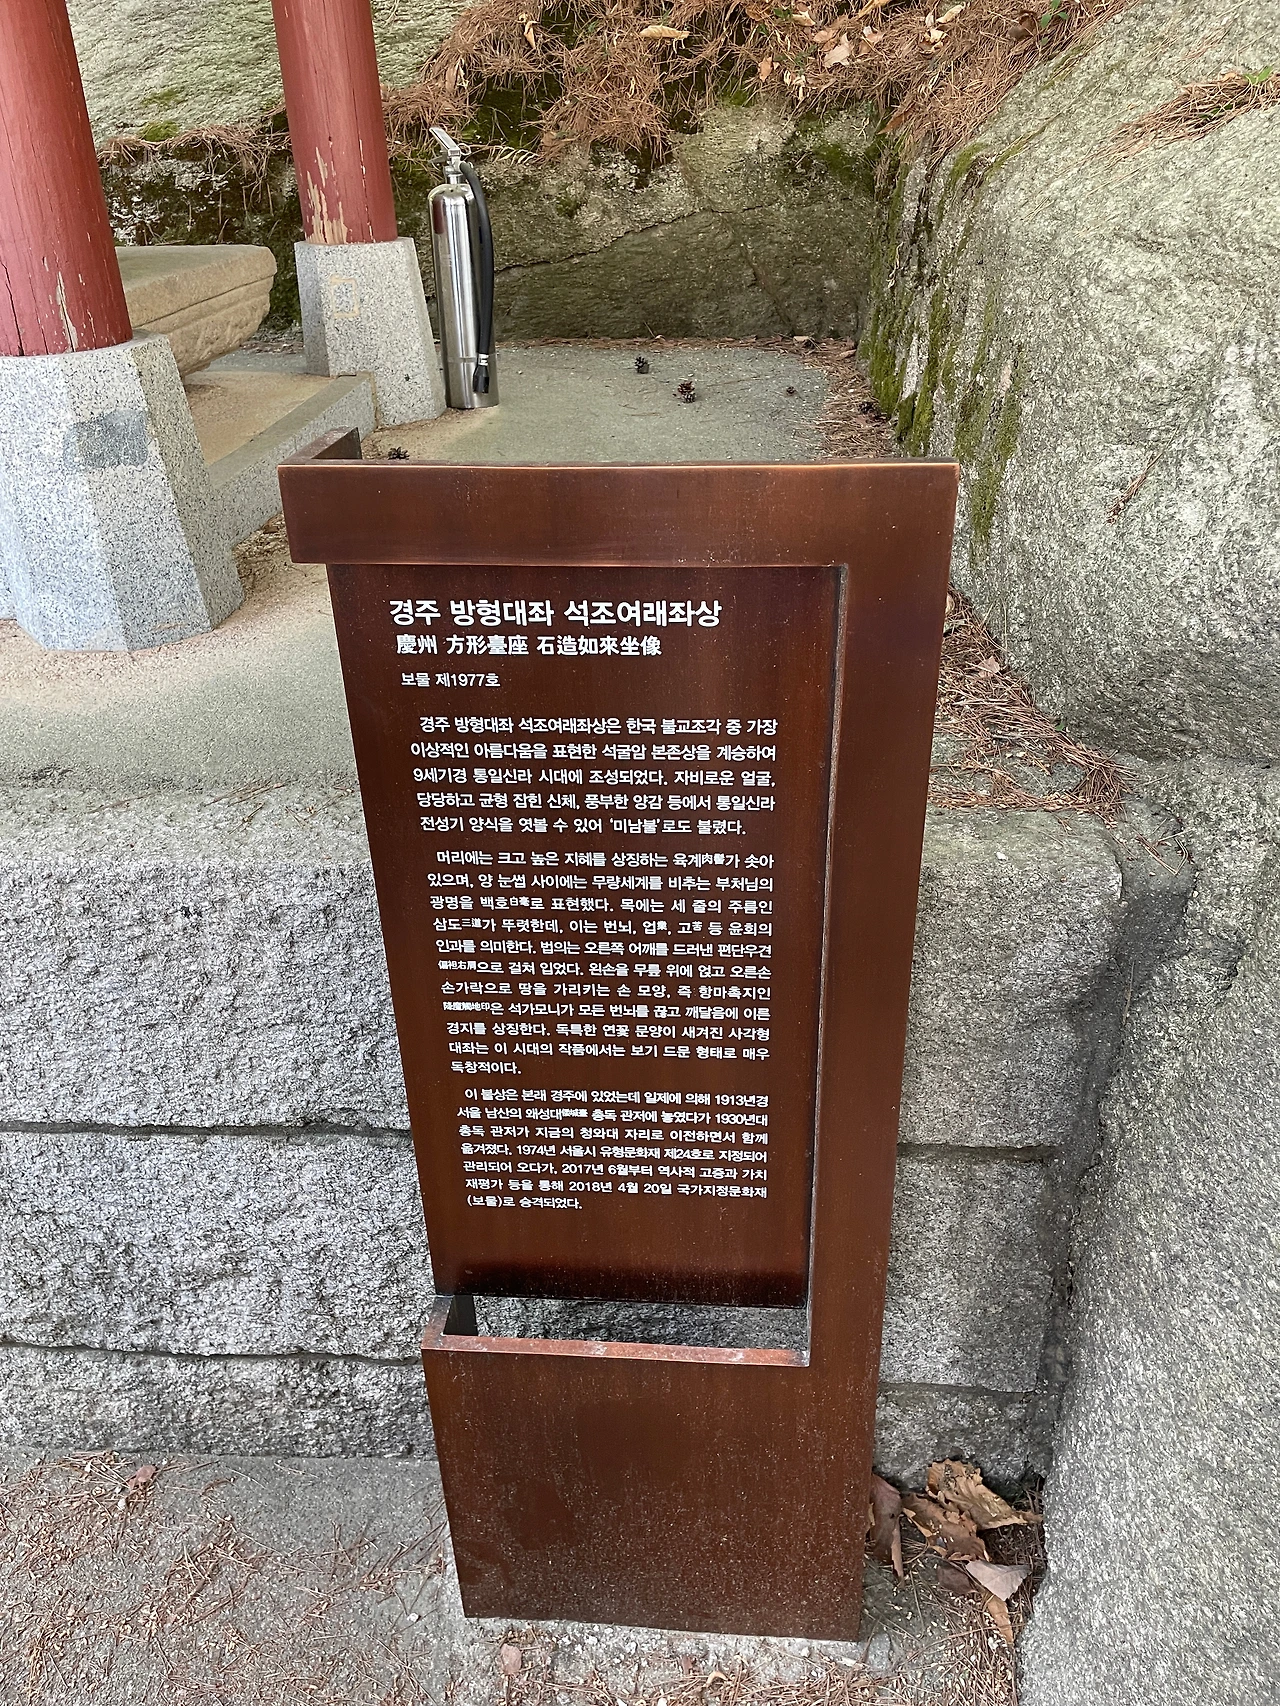 경주 방형대좌 석조여래좌상
慶州 方形臺座 石造如來坐像
보물 제1977호
경주 방형대좌 석조여래좌상은 한국 불교조각 중 가장
이상적인 아름다움을 표현한 석굴암 본존상을 계승하여
9세기경 통일신라 시대에 조성되었다. 자비로운 얼굴,
당당하고 균형 잡힌 신체, 풍부한 양감 등에서 통일신라
전성기 양식을 엿볼 수 있어 '미남불'로도 불렸다.
머리에는 크고 높은 지혜를 상징하는 육계肉髻가 솟아
있으며, 양 눈썹 사이에는 무량세계를 비추는 부처님의
광명을 백호白毫로 표현했다. 목에는 세 줄의 주름인
삼도三道가 뚜렷한데, 이는 번뇌, 업業, 고苦 등 윤회의
인과를 의미한다. 법의는 오른쪽 어깨를 드러낸 편단우견
偏袒右肩으로 걸쳐 입었다. 왼손을 무릎 위에 얹고 오른손
손가락으로 땅을 가리키는 손 모양, 즉 항마촉지인
降魔觸地印은 석가모니가 모든 번뇌를 끊고 깨달음에 이른
경지를 상징한다. 독특한 연꽃 문양이 새겨진 사각형
대좌는 이 시대의 작품에서는 보기 드문 형태로 매우
독창적이다.
이 불상은 본래 경주에 있었는데 일제에 의해 1913년경
서울 남산의 왜성대倭城臺 총독 관저에 놓였다가 1930년대
총독 관저가 지금의 청와대 자리로 이전하면서 함께
옮겨졌다. 1974년 서울시 유형문화재 제24호로 지정되어
관리되어 오다가, 2017년 6월부터 역사적 고증과 가치
재평가 등을 통해 2018년 4월 20일 국가지정문화재
(보물)로 승격되었다.